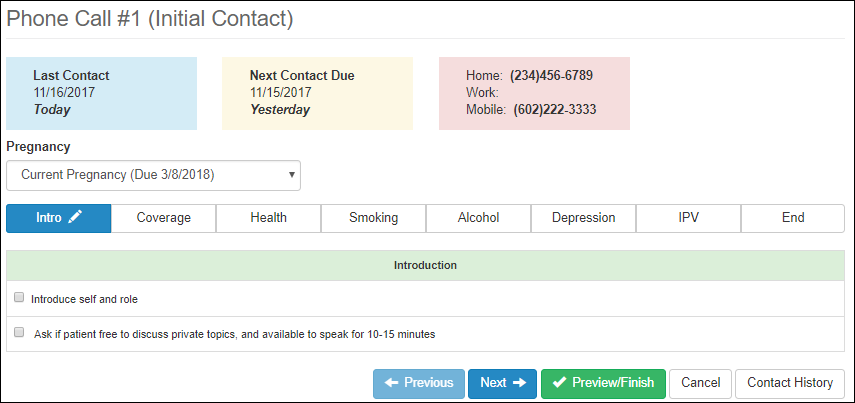 Phone Call #1 (Initial Contact)
Last Contact
11/16/2017
Today
Next Contact Due
11/15/2017
Yesterday
Home: (234)456-6789
Work:
Mobile: (602)222-3333
Pregnancy
Current Pregnancy (Due 3/8/2018)
Intro Coverage Health Smoking Alcohol Depression IPV End
Introduction
Introduce self and role
Ask if patient free to discuss private topics, and available to speak for 10-15 minutes
Previous Next Preview/Finish Cancel Contact History